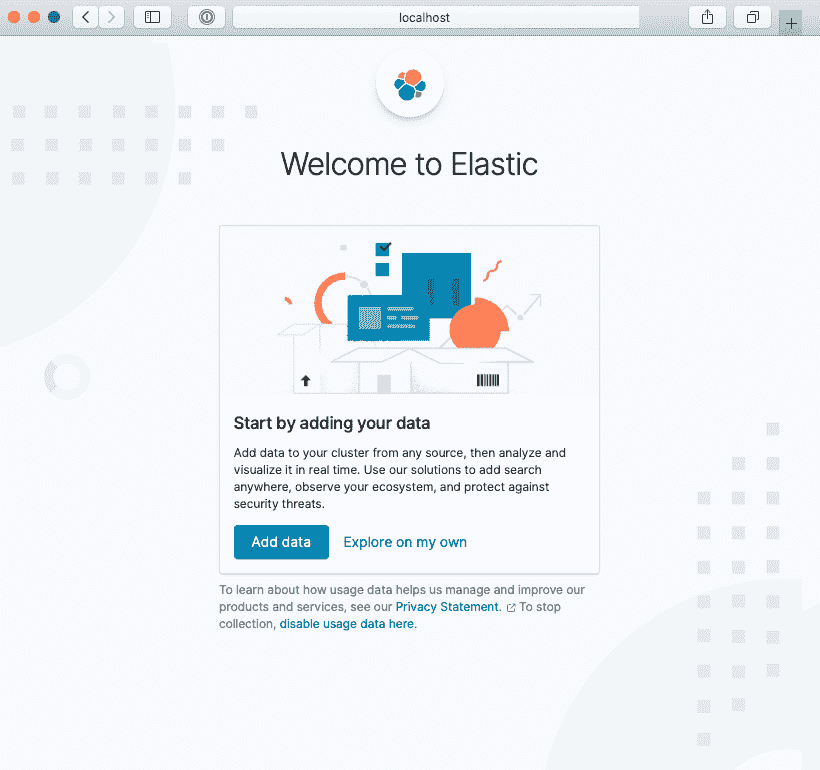 localhost
Welcome to Elastic
Start by adding your data
Add data to your cluster from any source, then analyze and
visualize it in real time. Use our solutions to add search
anywhere, observe your ecosystem, and protect against
security threats.
Add data Explore on my own
To learn about how usage data helps us manage and improve our
products and services, see our Privacy Statement. To stop
collection, disable usage data here.